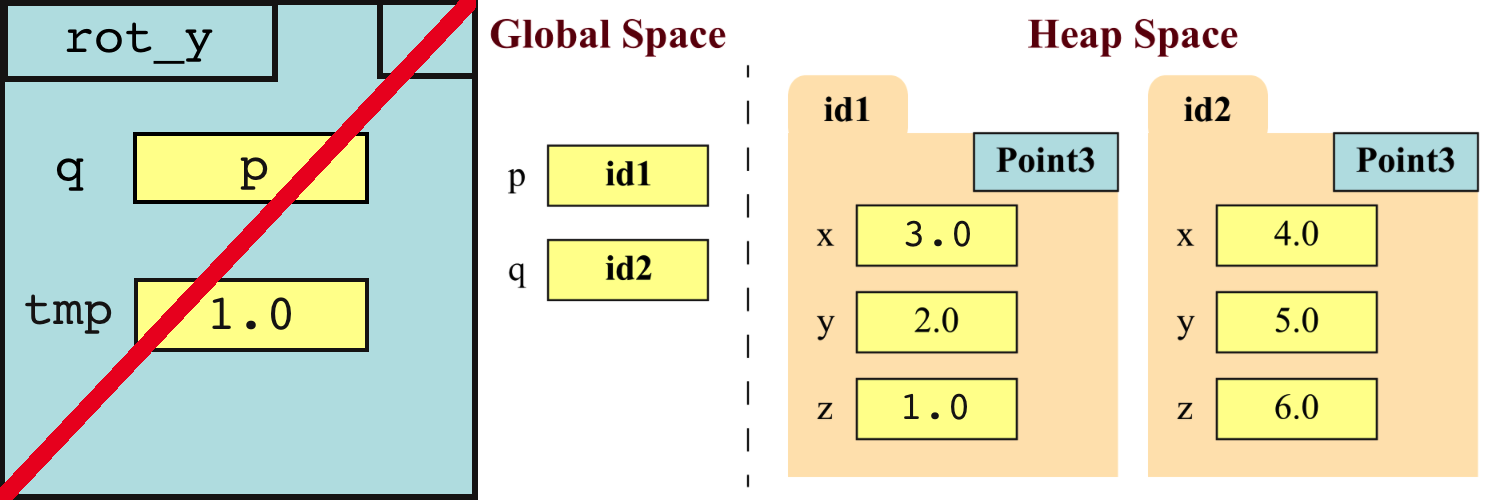 rot_y
q p
tmp 1.0
Global Space
p id1
q id2
Heap Space
id1
Point3
x 3.0
y 2.0
z 1.0
id2
Point3
x 4.0
y 5.0
z 6.0